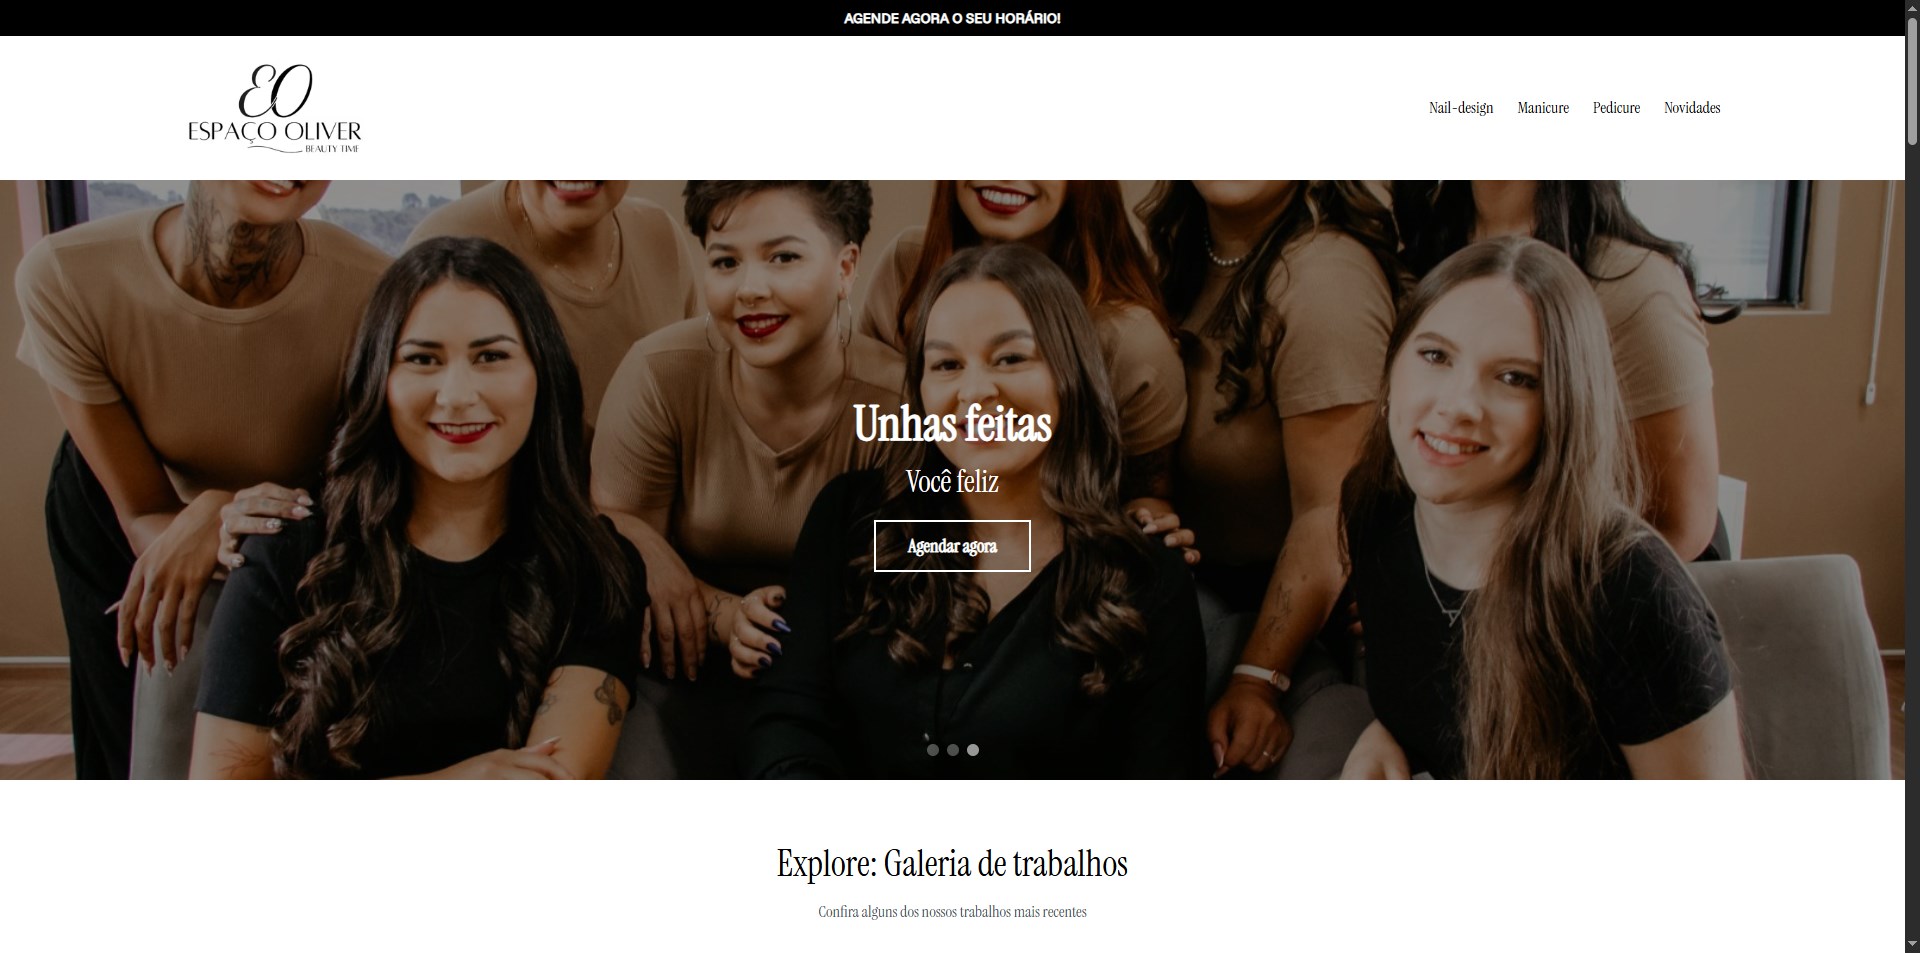 AGENDE AGORA O SEU HORÁRIO!
EO
ESPAÇO OLIVER
BEAUTY TIME
Nail-design Manicure Pedicure Novidades
Unhas feitas
Você feliz
Agendar agora
Explore: Galeria de trabalhos
Confira alguns dos nossos trabalhos mais recentes